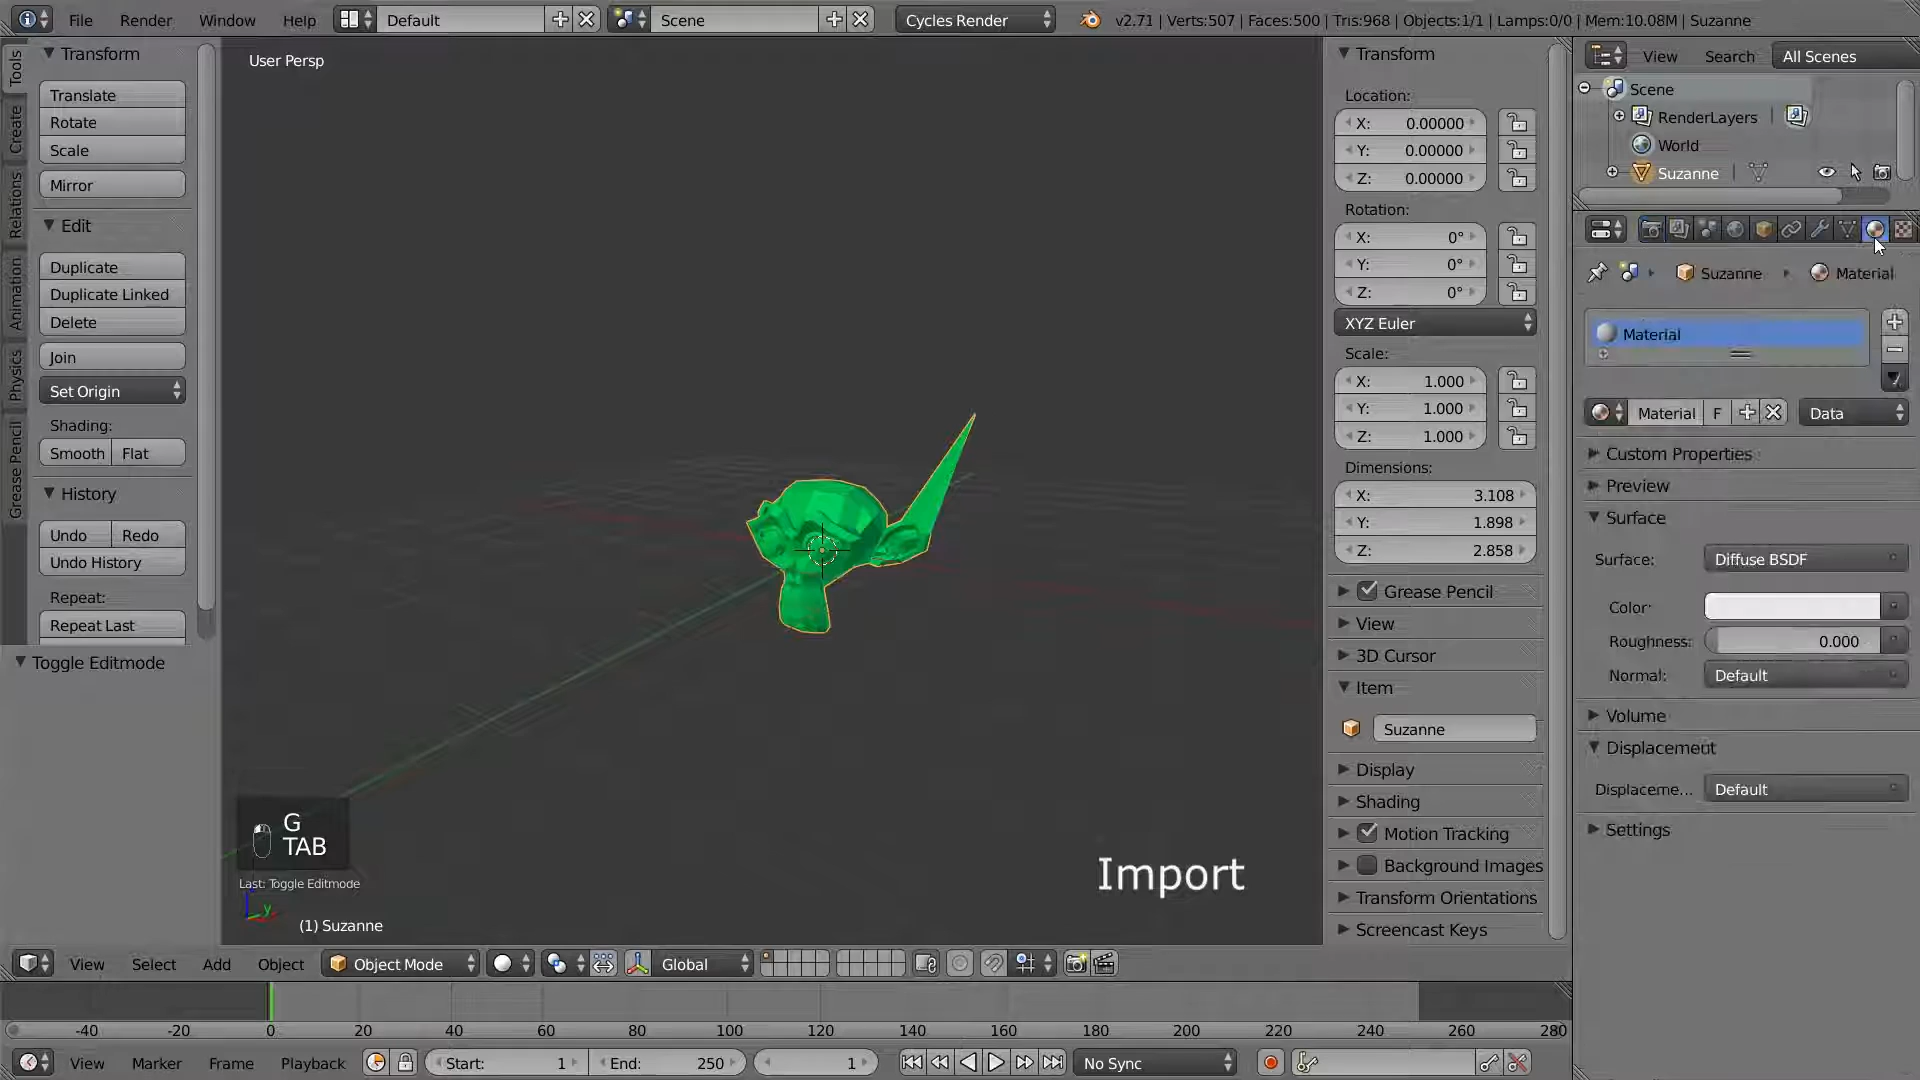 File Render Window Help Default Scene Cycles Render v2.71 | Verts:507 | Faces:500 | Tris:968 | Objects:1/1 | Lamps:0/0 | Mem:10.08M | Suzanne
Tools
Create
Relations
Animation
Physics
Grease Pencil
Transform
Translate
Rotate
Scale
Mirror
Edit
Duplicate
Duplicate Linked
Delete
Join
Set Origin
Shading:
Smooth Flat
History
Undo Redo
Undo History
Repeat:
Repeat Last
Toggle Editmode
User Persp
G
TAB
Last: Toggle Editmode
y
(1) Suzanne
Import
Transform
Location:
X: 0.00000
Y: 0.00000
Z: 0.00000
Rotation:
X: 0°
Y: 0°
Z: 0°
XYZ Euler
Scale:
X: 1.000
Y: 1.000
Z: 1.000
Dimensions:
X: 3.108
Y: 1.898
Z: 2.858
Grease Pencil
View
3D Cursor
Item
Suzanne
Display
Shading
Motion Tracking
Background Images
Transform Orientations
Screencast Keys
View Search All Scenes
Scene
RenderLayers |
World
Suzanne |
Suzanne Material
Material
Material F Data
Custom Properties
Preview
Surface
Surface: Diffuse BSDF
Color:
Roughness: 0.000
Normal: Default
Volume
Displacement
Displaceme... Default
Settings
View Select Add Object Object Mode Global
-40 -20 0 20 40 60 80 100 120 140 160 180 200 220 240 260 280
View Marker Frame Playback Start: 1 End: 250 1 No Sync